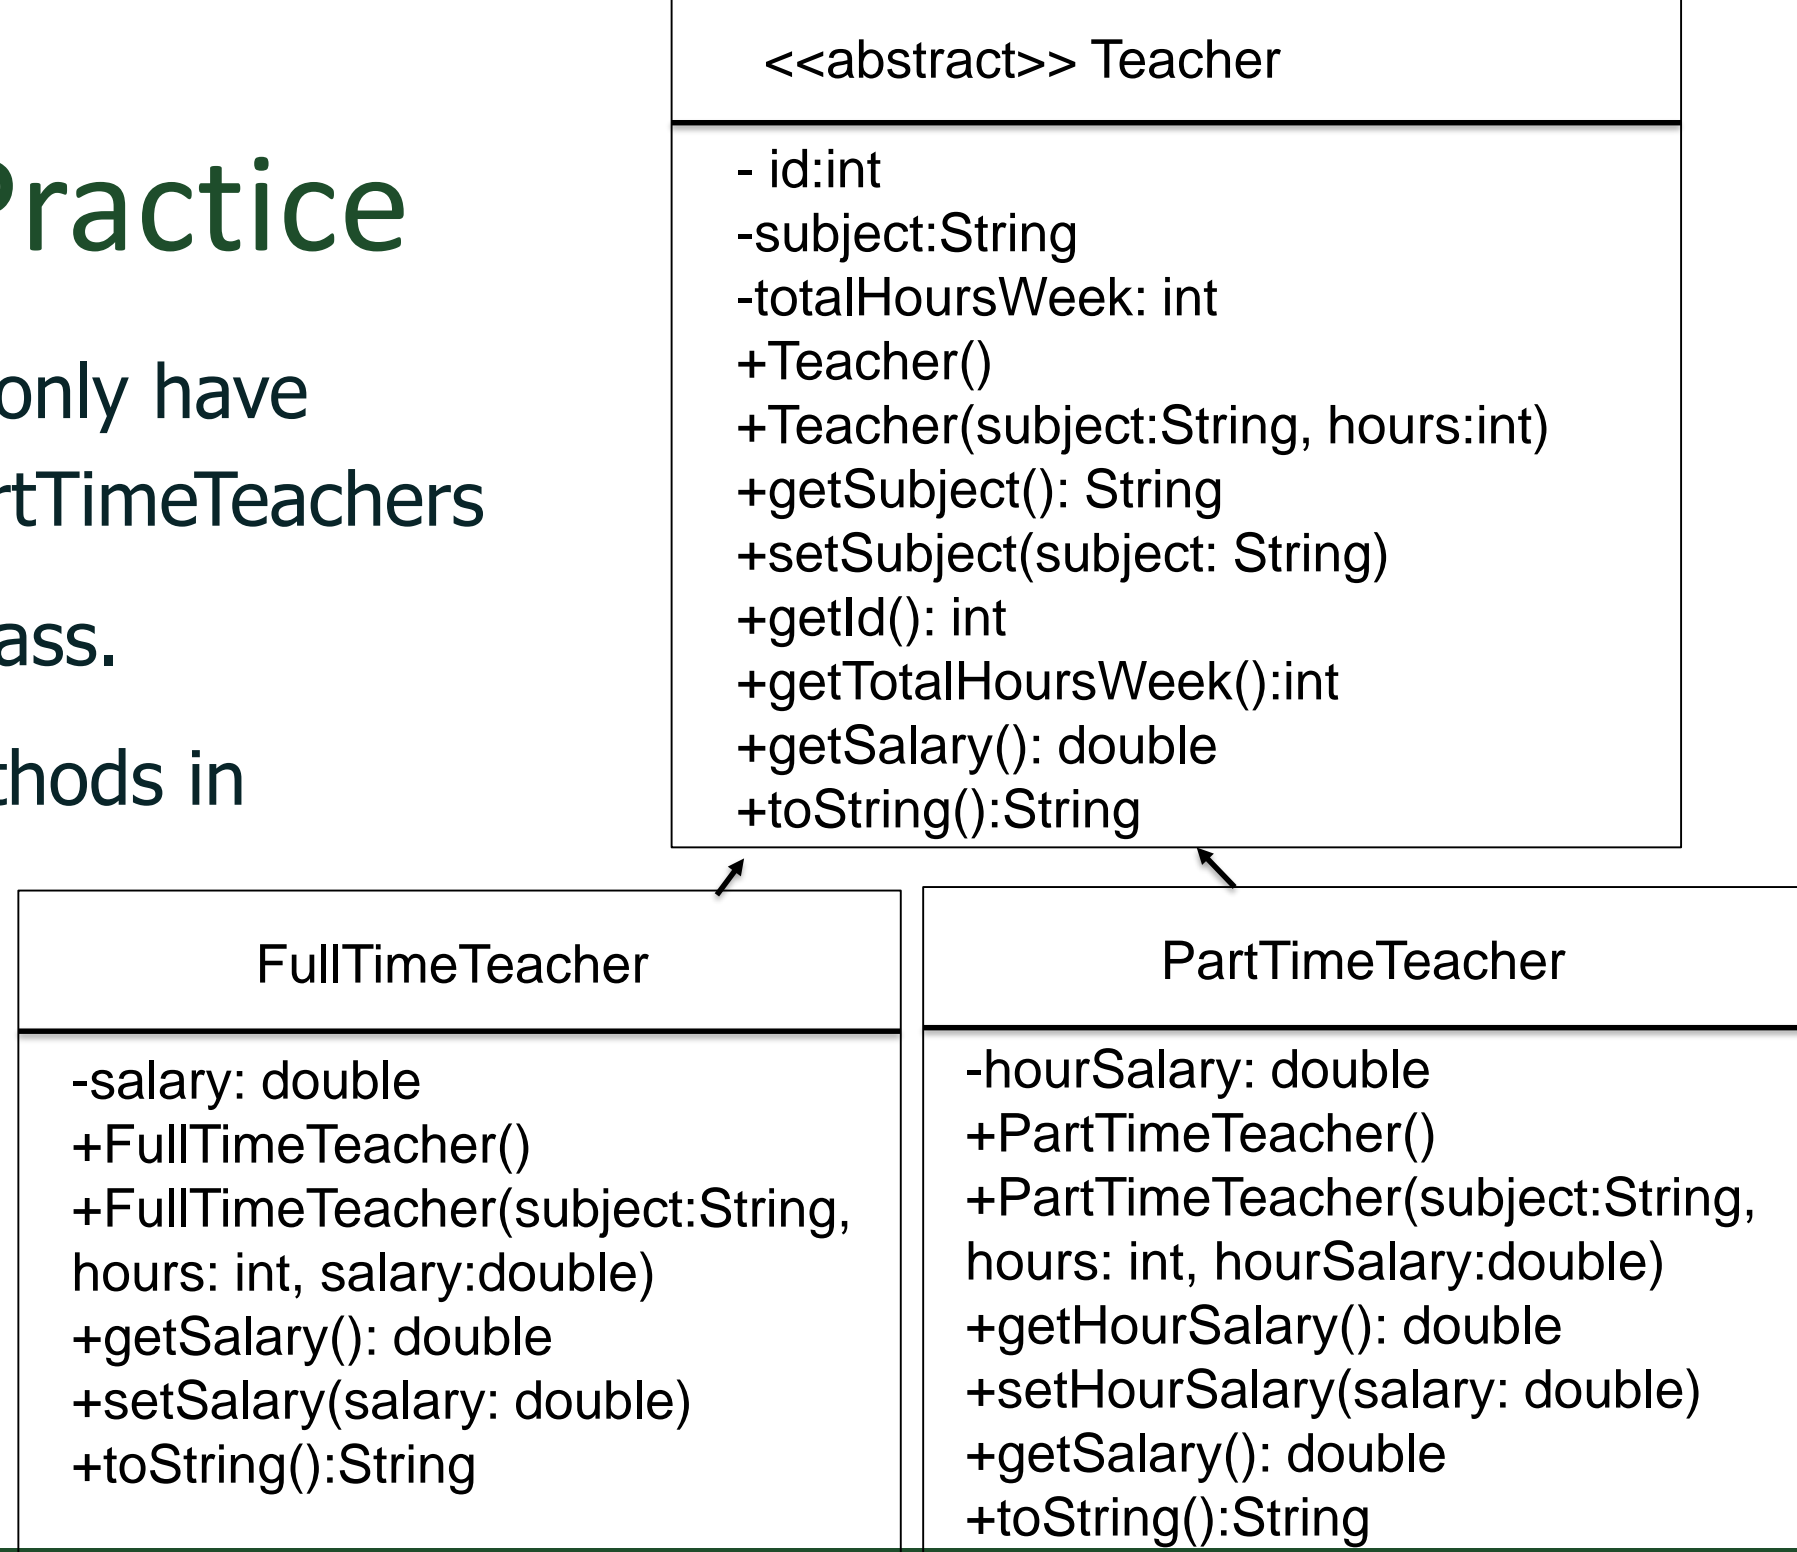 Practice
only have
rtTimeTeachers
ass.
thods in
<<abstract>> Teacher
- id:int
-subject:String
-totalHoursWeek: int
+Teacher()
+Teacher(subject:String, hours:int)
+getSubject(): String
+setSubject(subject: String)
+getId(): int
+getTotalHoursWeek():int
+getSalary(): double
+toString():String
FullTimeTeacher
-salary: double
+FullTimeTeacher()
+FullTimeTeacher(subject:String,
hours: int, salary:double)
+getSalary(): double
+setSalary(salary: double)
+toString():String
PartTimeTeacher
-hourSalary: double
+PartTimeTeacher()
+PartTimeTeacher(subject:String,
hours: int, hourSalary:double)
+getHourSalary(): double
+setHourSalary(salary: double)
+getSalary(): double
+toString():String